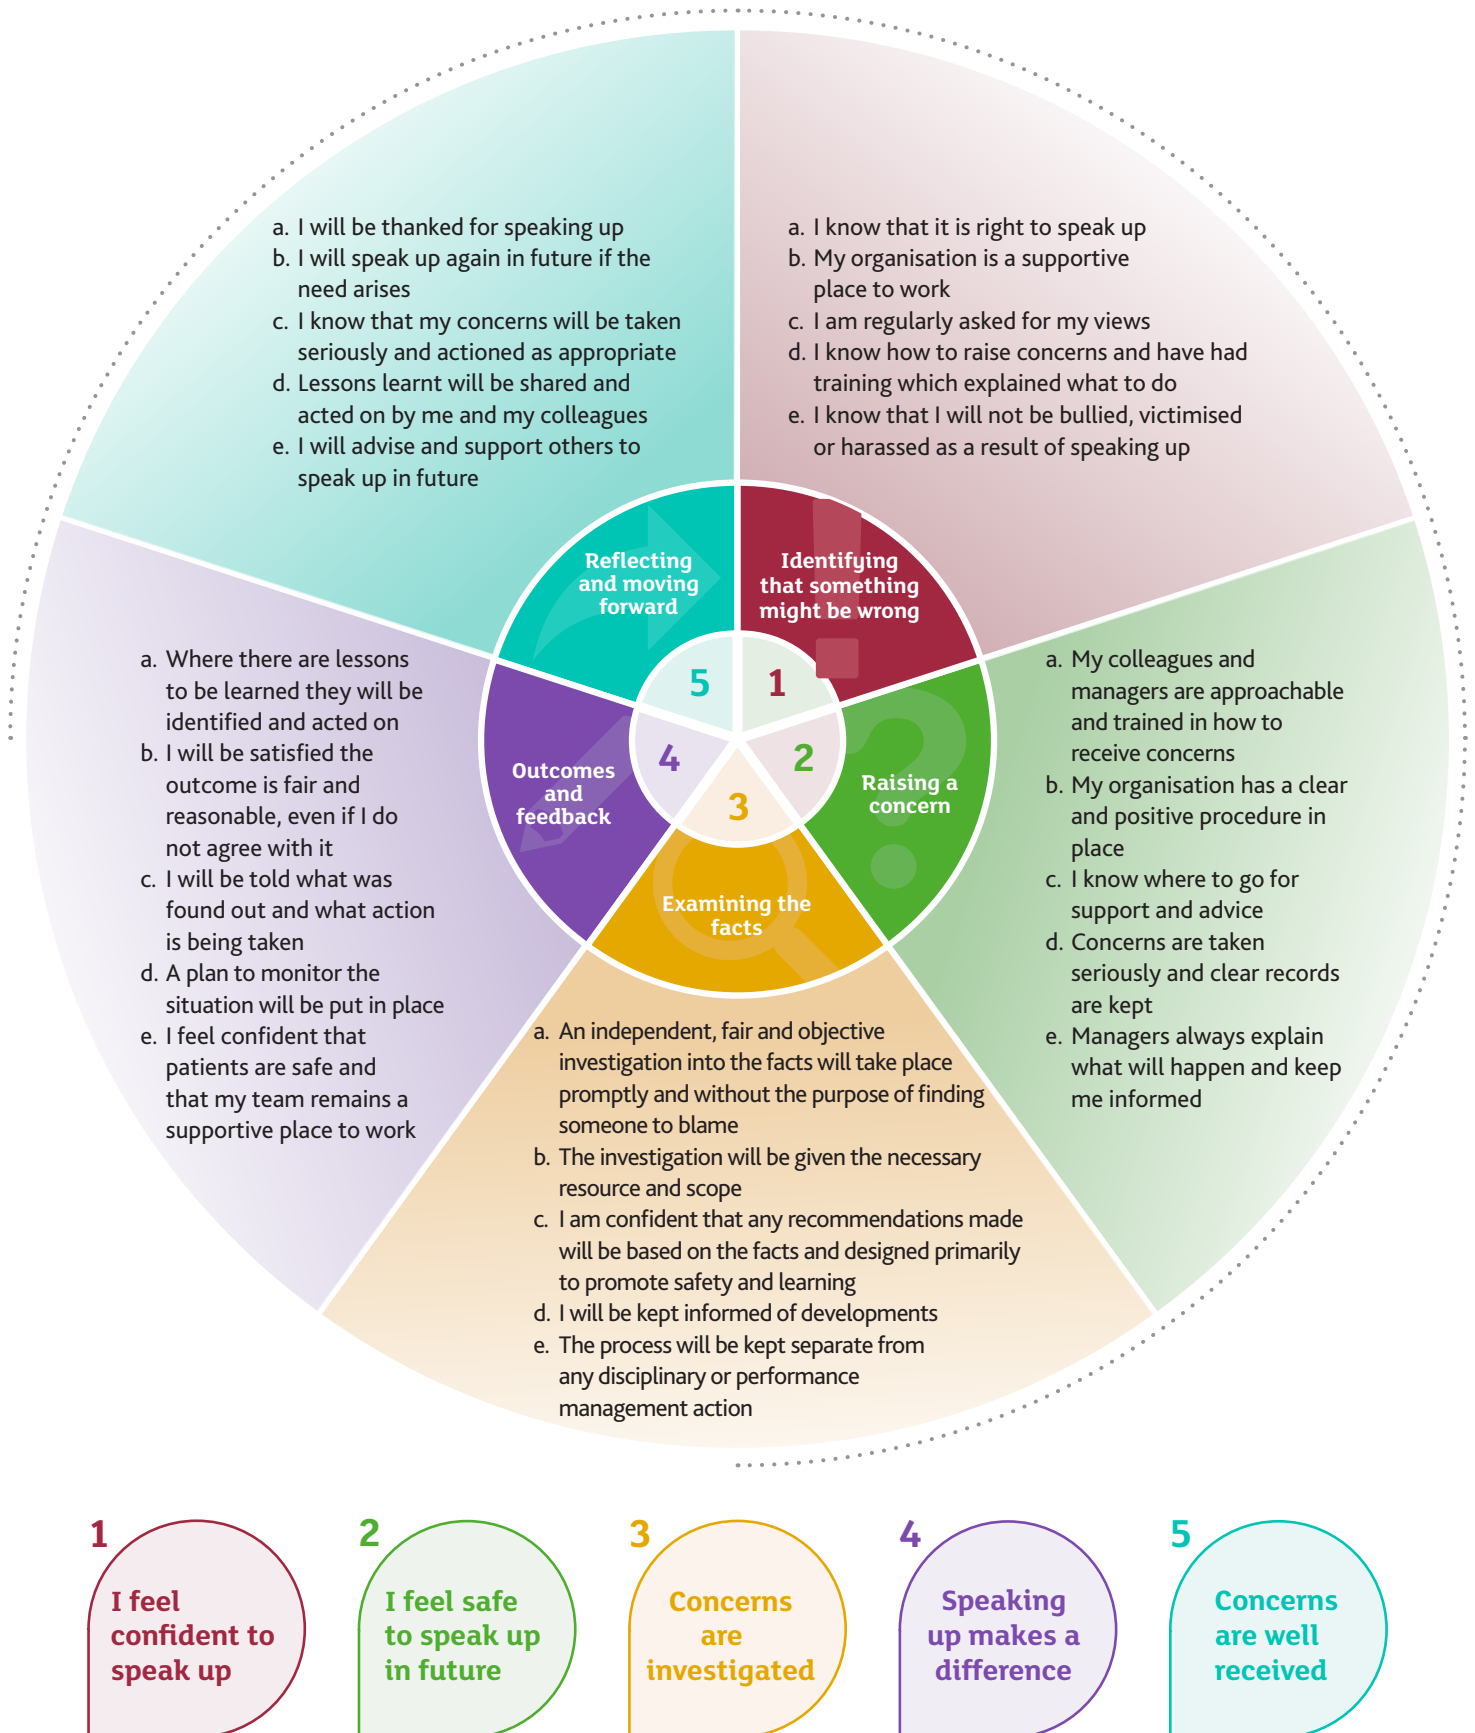 a. I will be thanked for speaking up
b. I will speak up again in future if the
need arises
c. I know that my concerns will be taken
seriously and actioned as appropriate
d. Lessons learnt will be shared and
acted on by me and my colleagues
e. I will advise and support others to
speak up in future
a. I know that it is right to speak up
b. My organisation is a supportive
place to work
c. I am regularly asked for my views
d. I know how to raise concerns and have had
training which explained what to do
e. I know that I will not be bullied, victimised
or harassed as a result of speaking up
Reflecting
and moving
forward
Identifying
that something
might be wrong
5
1
4
2
3
Outcomes
and
feedback
Raising a
concern
Examining the
facts
a. Where there are lessons
to be learned they will be
identified and acted on
b. I will be satisfied the
outcome is fair and
reasonable, even if I do
not agree with it
c. I will be told what was
found out and what action
is being taken
d. A plan to monitor the
situation will be put in place
e. I feel confident that
patients are safe and
that my team remains a
supportive place to work
a. My colleagues and
managers are approachable
and trained in how to
receive concerns
b. My organisation has a clear
and positive procedure in
place
c. I know where to go for
support and advice
d. Concerns are taken
seriously and clear records
are kept
e. Managers always explain
what will happen and keep
me informed
a. An independent, fair and objective
investigation into the facts will take place
promptly and without the purpose of finding
someone to blame
b. The investigation will be given the necessary
resource and scope
c. I am confident that any recommendations made
will be based on the facts and designed primarily
to promote safety and learning
d. I will be kept informed of developments
e. The process will be kept separate from
any disciplinary or performance
management action
1
I feel
confident to
speak up
2
I feel safe
to speak up
in future
3
Concerns
are
investigated
4
Speaking
up makes a
difference
5
Concerns
are well
received